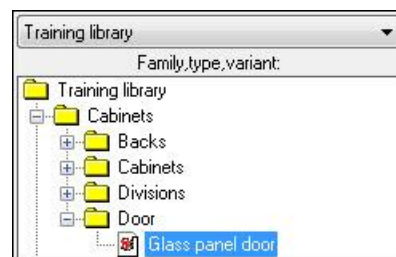 Training library
Family,type,variant:
Training library
Cabinets
Backs
Cabinets
Divisions
Door
Glass panel door